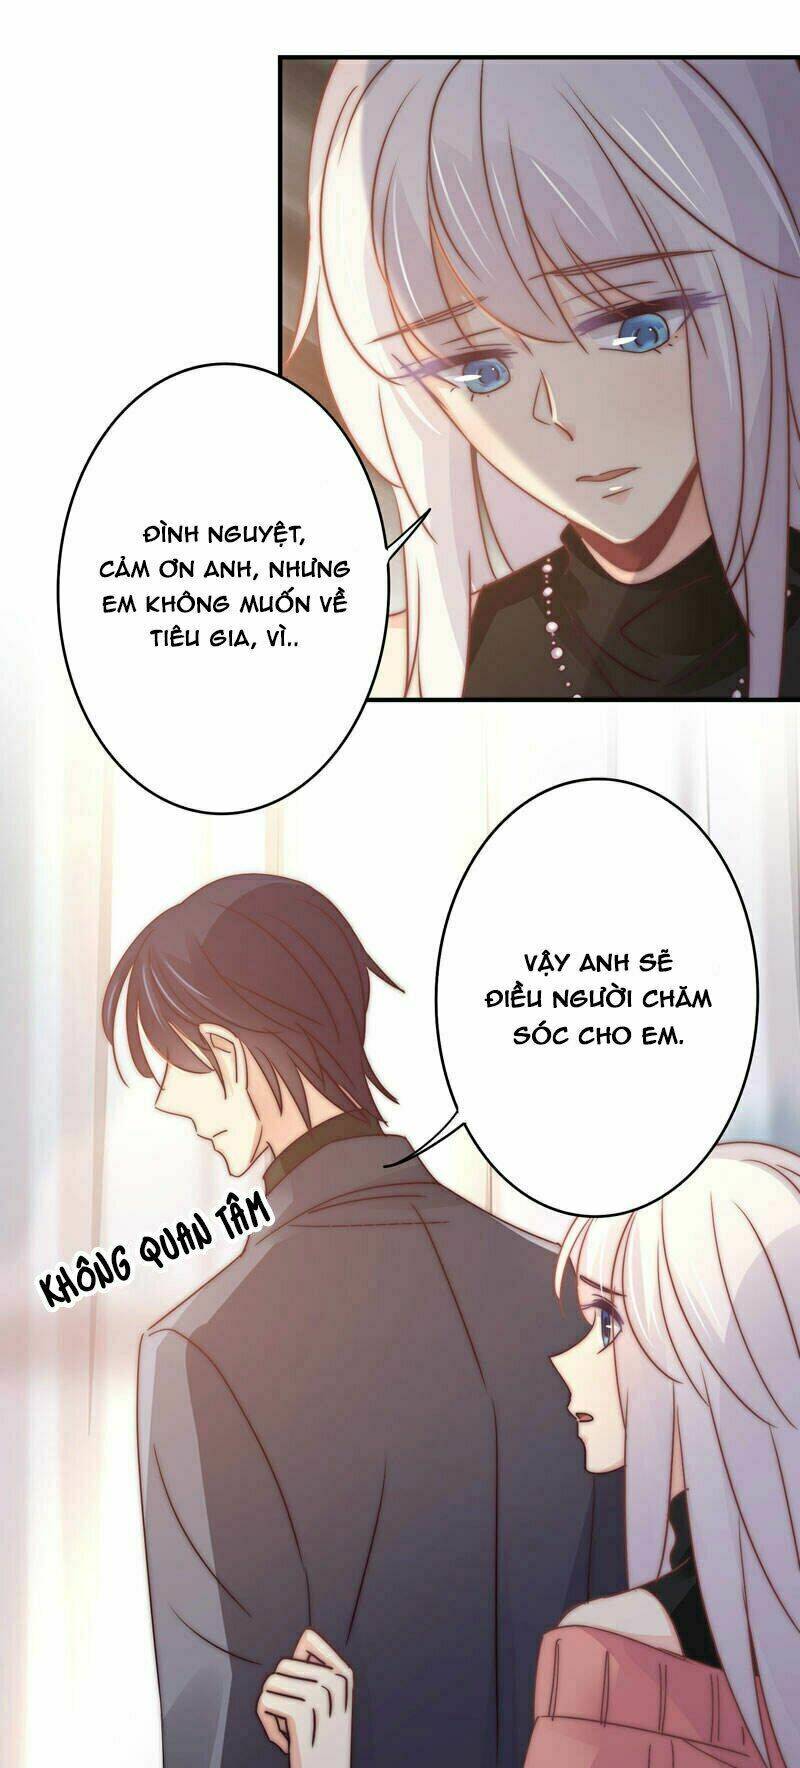 ĐÌNH NGUYỆT,
CẢM ƠN ANH, NHƯNG
EM KHÔNG MUỐN VỀ
TIÊU GIA, VÌ..
VẬY ANH SẼ
ĐIỀU NGƯỜI CHĂM
SÓC CHO EM.
KHÔNG QUAN TÂM